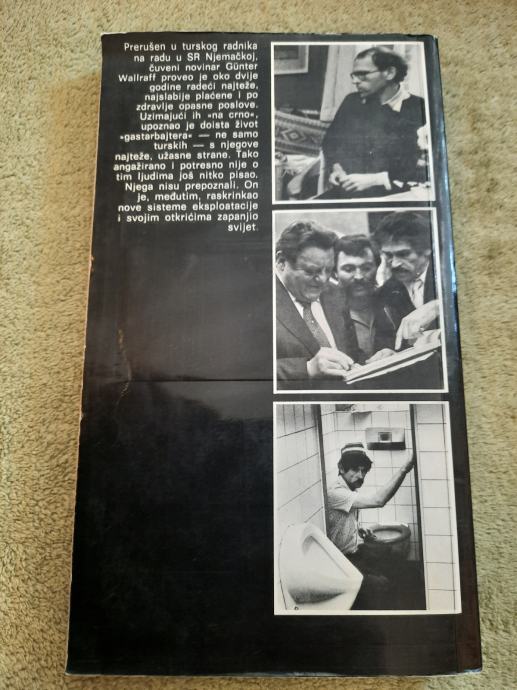 Prerušen u turskog radnika
na radu u SR Njemačkoj,
čuveni novinar Günter
Wallraff proveo je oko dvije
godine radeći najteže,
najslabije plaćene i po
zdravlje opasne poslove.
Uzimajući ih »na crno«,
upoznao je doista život
»gastarbajtera« — ne samo
turskih — s njegove
najteže, užasne strane. Tako
angažirano i potresno nije o
tim ljudima još nitko pisao.
Njega nisu prepoznali. On
je, međutim, raskrinkao
nove sisteme eksploatacije
i svojim otkrićima zapanjio
svijet.